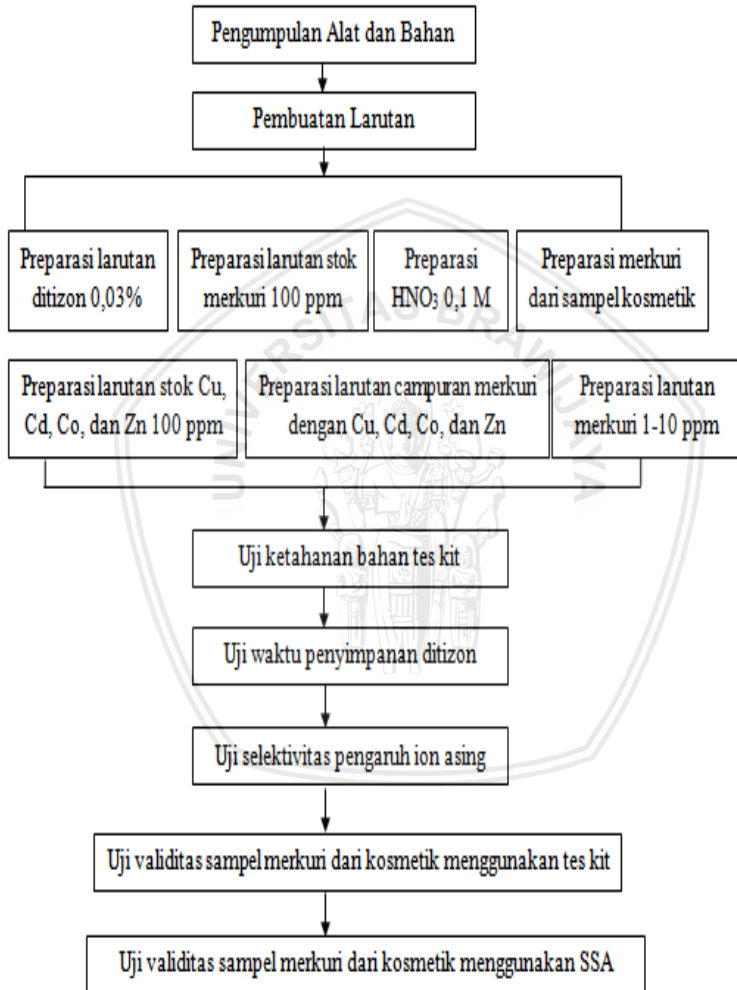 Pengumpulan Alat dan Bahan
Pembuatan Larutan
Preparasi larutan
ditizon 0,03%
Preparasi larutan stok
merkuri 100 ppm
Preparasi
HNO₃ 0,1 M
Preparasi merkuri
dari sampel kosmetik
Preparasi larutan stok Cu,
Cd, Co, dan Zn 100 ppm
Preparasi larutan campuran merkuri
dengan Cu, Cd, Co, dan Zn
Preparasi larutan
merkuri 1-10 ppm
UNIVERSITAS BRAWIJAYA
Uji ketahanan bahan tes kit
Uji waktu penyimpanan ditizon
Uji selektivitas pengaruh ion asing
Uji validitas sampel merkuri dari kosmetik menggunakan tes kit
Uji validitas sampel merkuri dari kosmetik menggunakan SSA